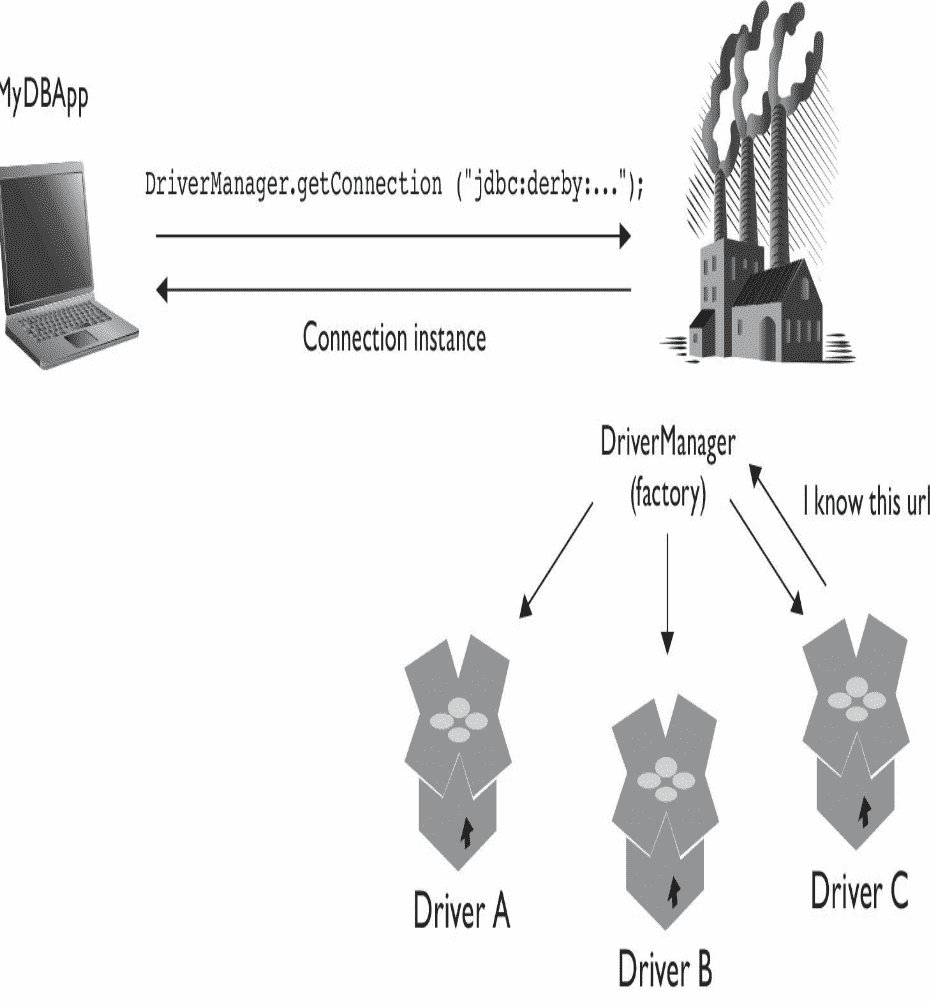 MyDBApp
DriverManager.getConnection ("jdbc:derby:...");
Connection instance
DriverManager
(factory)
I know this url
Driver A
Driver B
Driver C